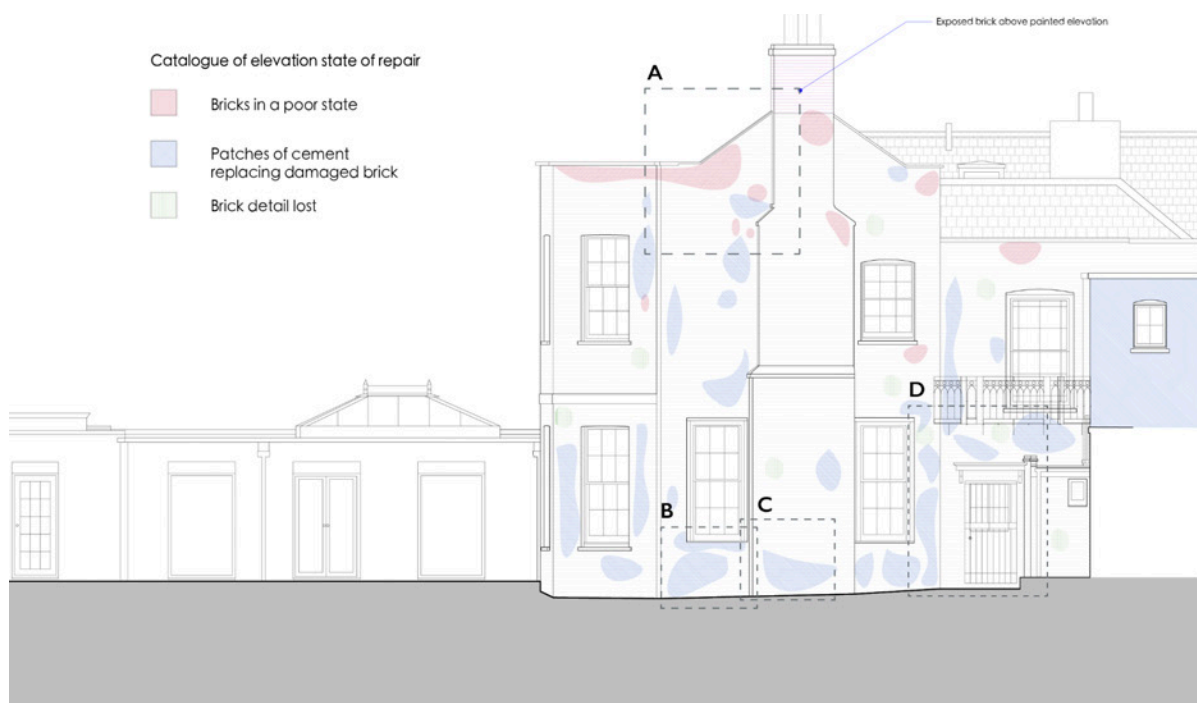 Exposed brick above painted elevation
Catalogue of elevation state of repair
A
Bricks in a poor state
Patches of cement
replacing damaged brick
Brick detail lost
D
B
C